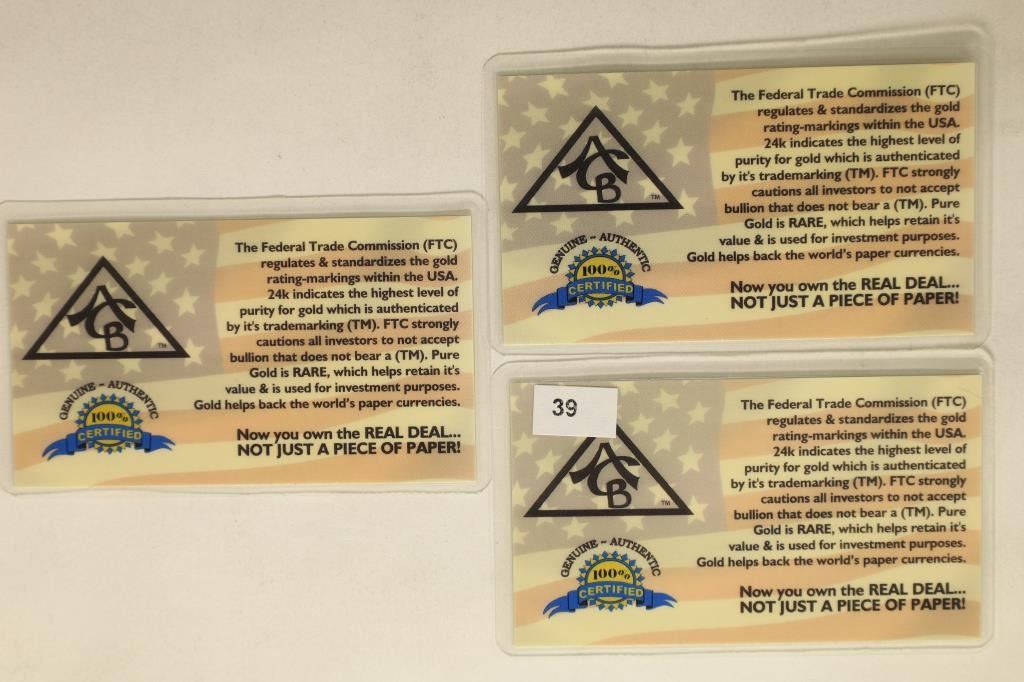 ACB
TM
GENUINE ~ AUTHENTIC
100%
CERTIFIED
The Federal Trade Commission (FTC)
regulates & standardizes the gold
rating-markings within the USA.
24k indicates the highest level of
purity for gold which is authenticated
by it's trademarking (TM). FTC strongly
cautions all investors to not accept
bullion that does not bear a (TM). Pure
Gold is RARE, which helps retain it's
value & is used for investment purposes.
Gold helps back the world's paper currencies.
Now you own the REAL DEAL...
NOT JUST A PIECE OF PAPER!
ACB
TM
GENUINE ~ AUTHENTIC
100%
CERTIFIED
The Federal Trade Commission (FTC)
regulates & standardizes the gold
rating-markings within the USA.
24k indicates the highest level of
purity for gold which is authenticated
by it's trademarking (TM). FTC strongly
cautions all investors to not accept
bullion that does not bear a (TM). Pure
Gold is RARE, which helps retain it's
value & is used for investment purposes.
Gold helps back the world's paper currencies.
Now you own the REAL DEAL...
NOT JUST A PIECE OF PAPER!
39
ACB
TM
GENUINE ~ AUTHENTIC
100%
CERTIFIED
The Federal Trade Commission (FTC)
regulates & standardizes the gold
rating-markings within the USA.
24k indicates the highest level of
purity for gold which is authenticated
by it's trademarking (TM). FTC strongly
cautions all investors to not accept
bullion that does not bear a (TM). Pure
Gold is RARE, which helps retain it's
value & is used for investment purposes.
Gold helps back the world's paper currencies.
Now you own the REAL DEAL...
NOT JUST A PIECE OF PAPER!